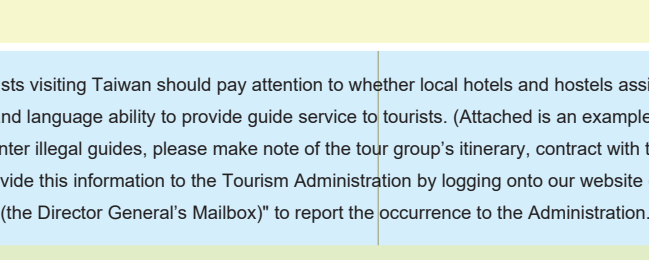 sts visiting Taiwan should pay attention to whether local hotels and hostels assi
nd language ability to provide guide service to tourists. (Attached is an example
nter illegal guides, please make note of the tour group's itinerary, contract with t
vide this information to the Tourism Administration by logging onto our website
(the Director General's Mailbox)" to report the occurrence to the Administration.